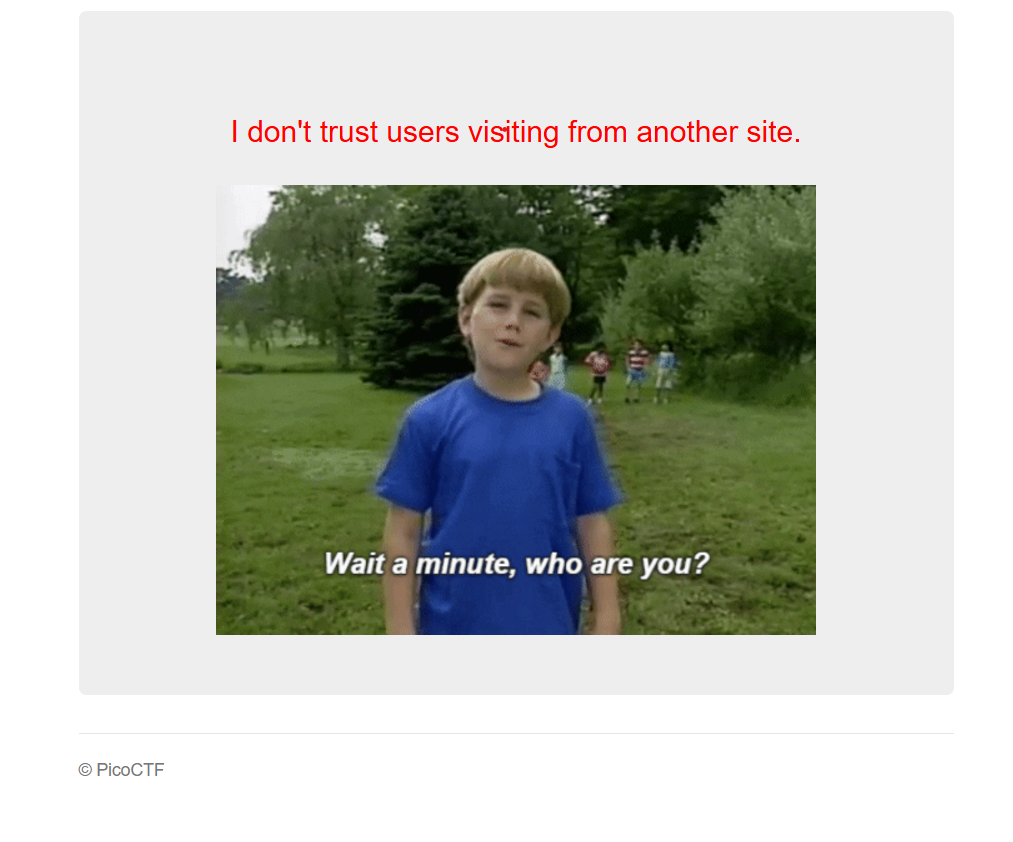 I don't trust users visiting from another site.
Wait a minute, who are you?
© PicoCTF